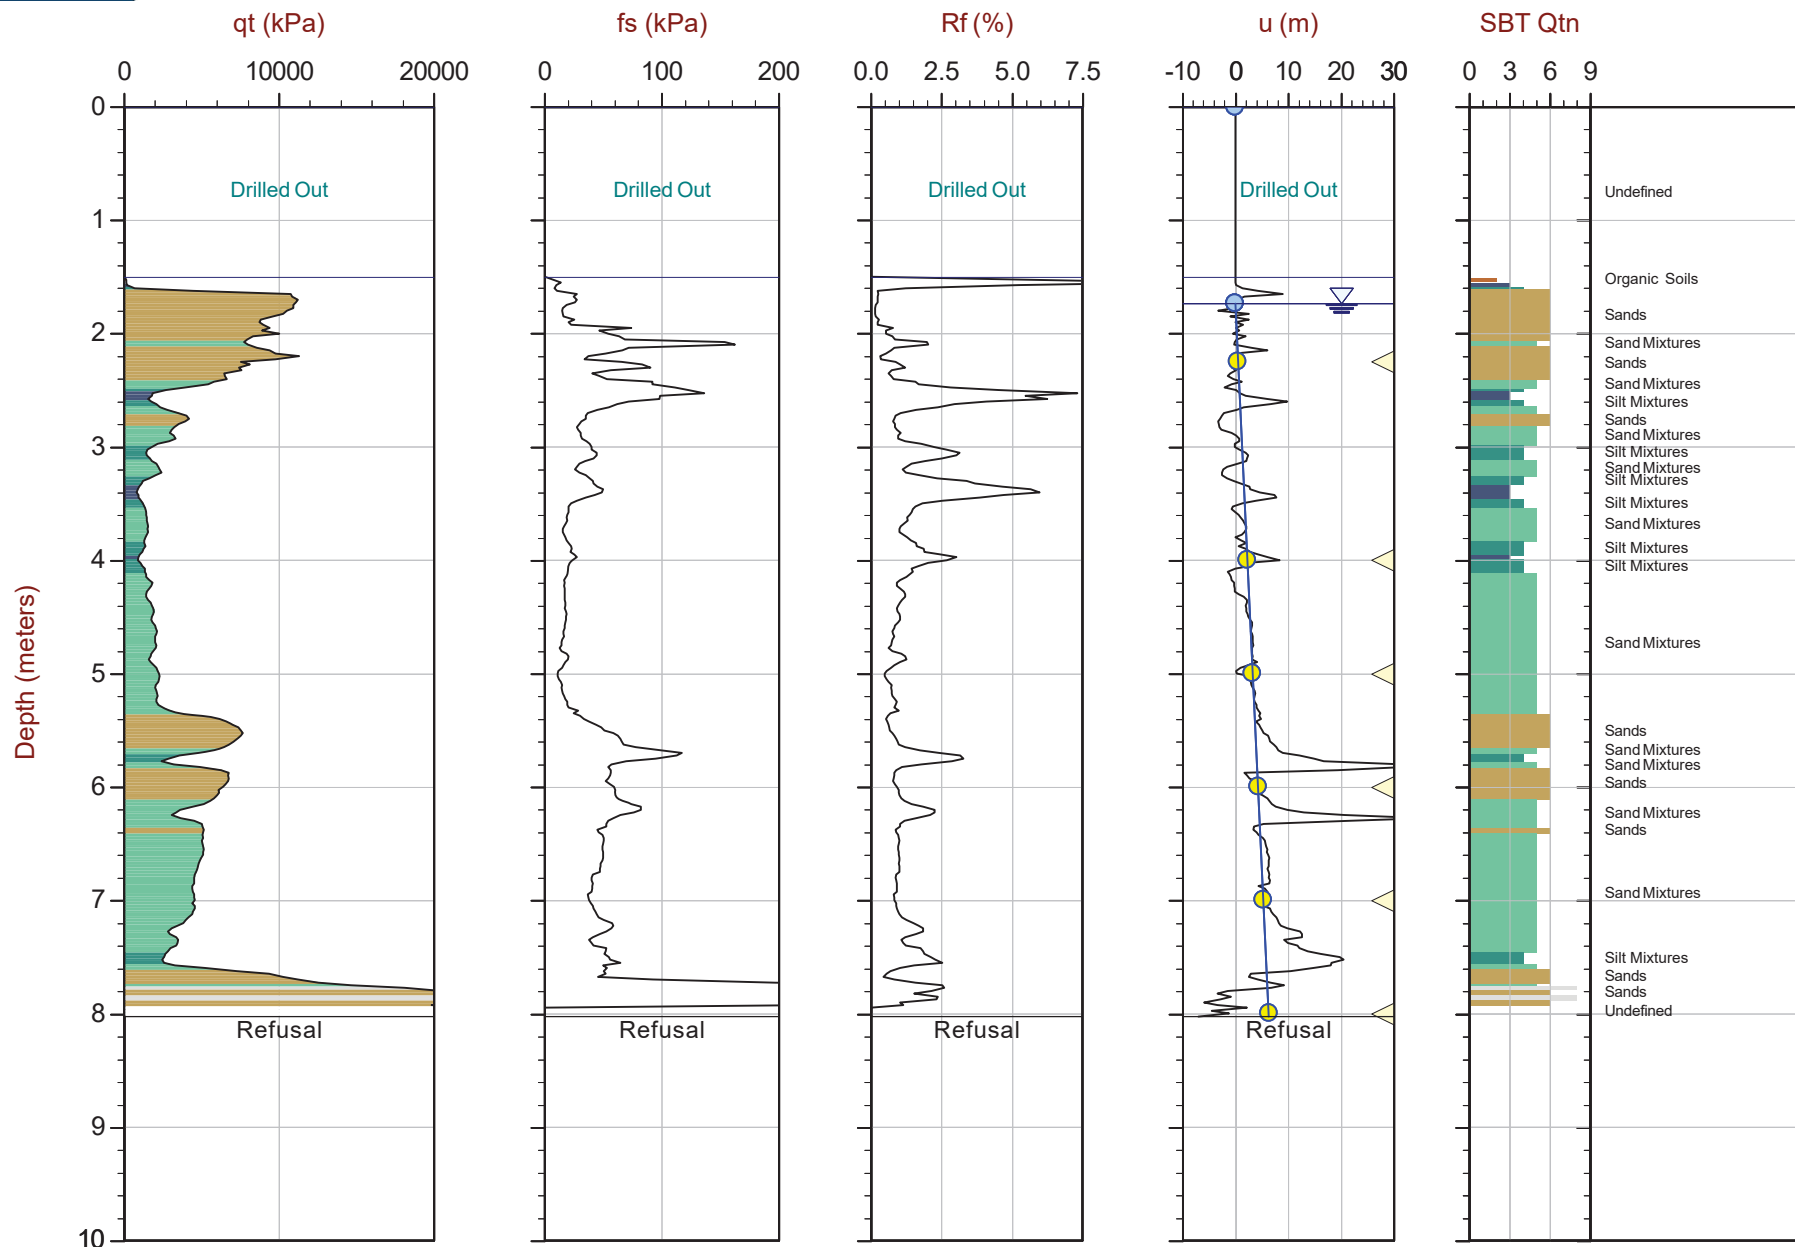 qt (kPa) fs (kPa) Rf (%) u (m) SBT Qtn
0 10000 20000 0 100 200 0.0 2.5 5.0 7.5 -10 0 10 20 30 0 3 6 9
0
Drilled Out Drilled Out Drilled Out Drilled Out Undefined
1
Organic Soils
Sands
2
Sand Mixtures
Sands
Sand Mixtures
Silt Mixtures
Sands
Sand Mixtures
3
Silt Mixtures
Sand Mixtures
Silt Mixtures
Silt Mixtures
Sand Mixtures
Silt Mixtures
4
Silt Mixtures
Sand Mixtures
Depth (meters)
5
Sands
Sand Mixtures
Sand Mixtures
Sands
6
Sand Mixtures
Sands
Sand Mixtures
7
Silt Mixtures
Sands
Sands
Undefined
8
Refusal Refusal Refusal Refusal
9
10